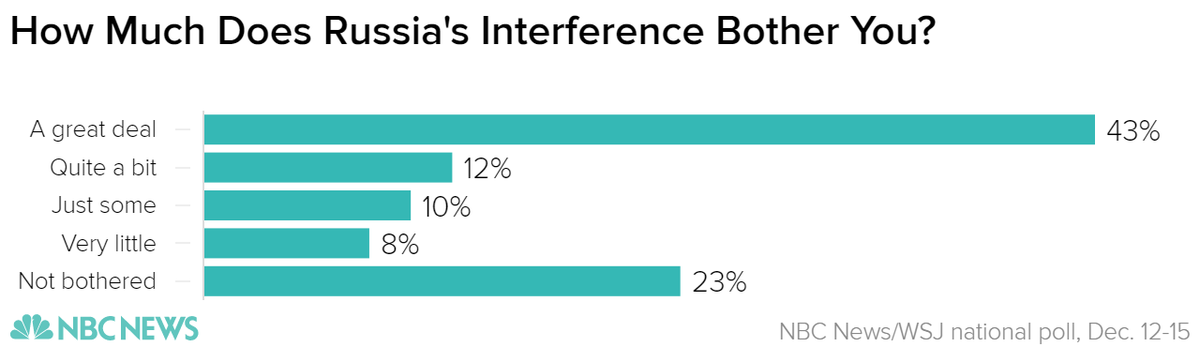 How Much Does Russia's Interference Bother You?
A great deal 43%
Quite a bit 12%
Just some 10%
Very little 8%
Not bothered 23%
NBC NEWS
NBC News/WSJ national poll, Dec. 12-15